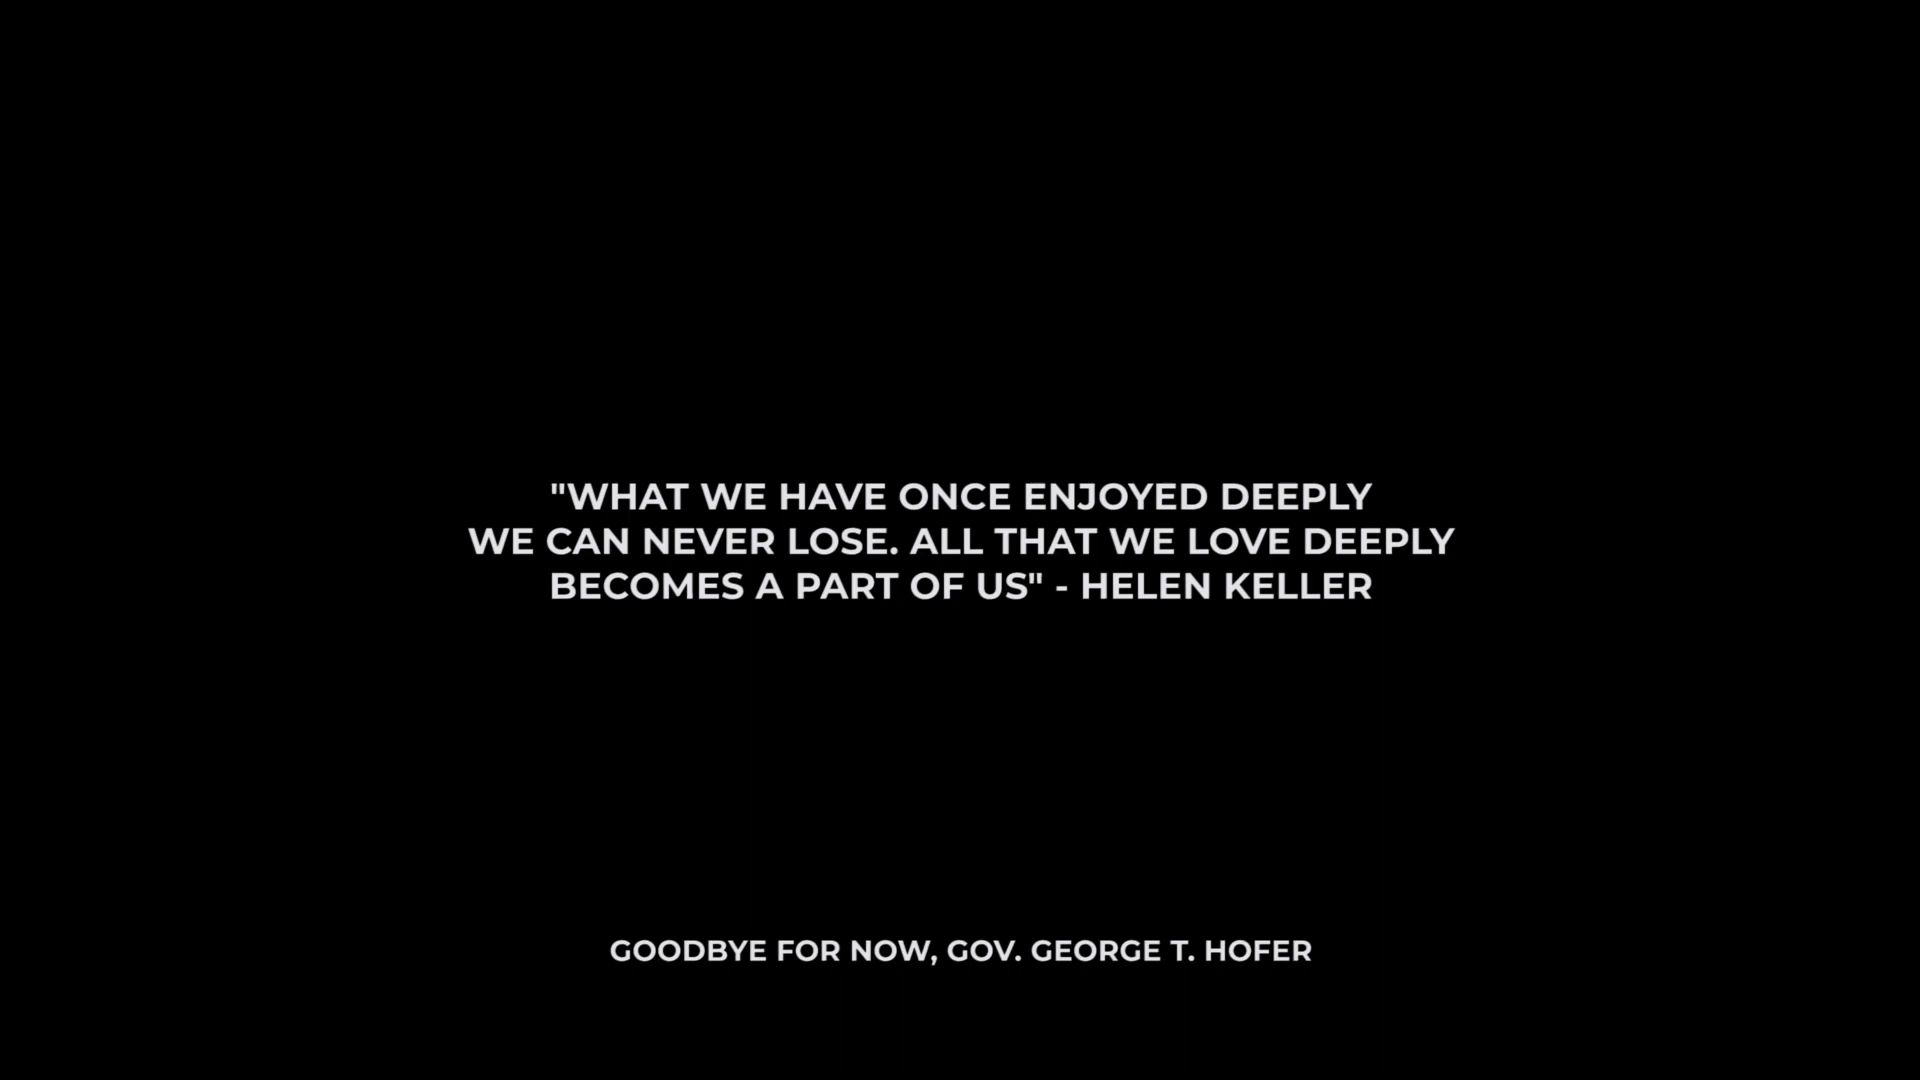 "WHAT WE HAVE ONCE ENJOYED DEEPLY
WE CAN NEVER LOSE. ALL THAT WE LOVE DEEPLY
BECOMES A PART OF US" - HELEN KELLER
GOODBYE FOR NOW, GOV. GEORGE T. HOFER